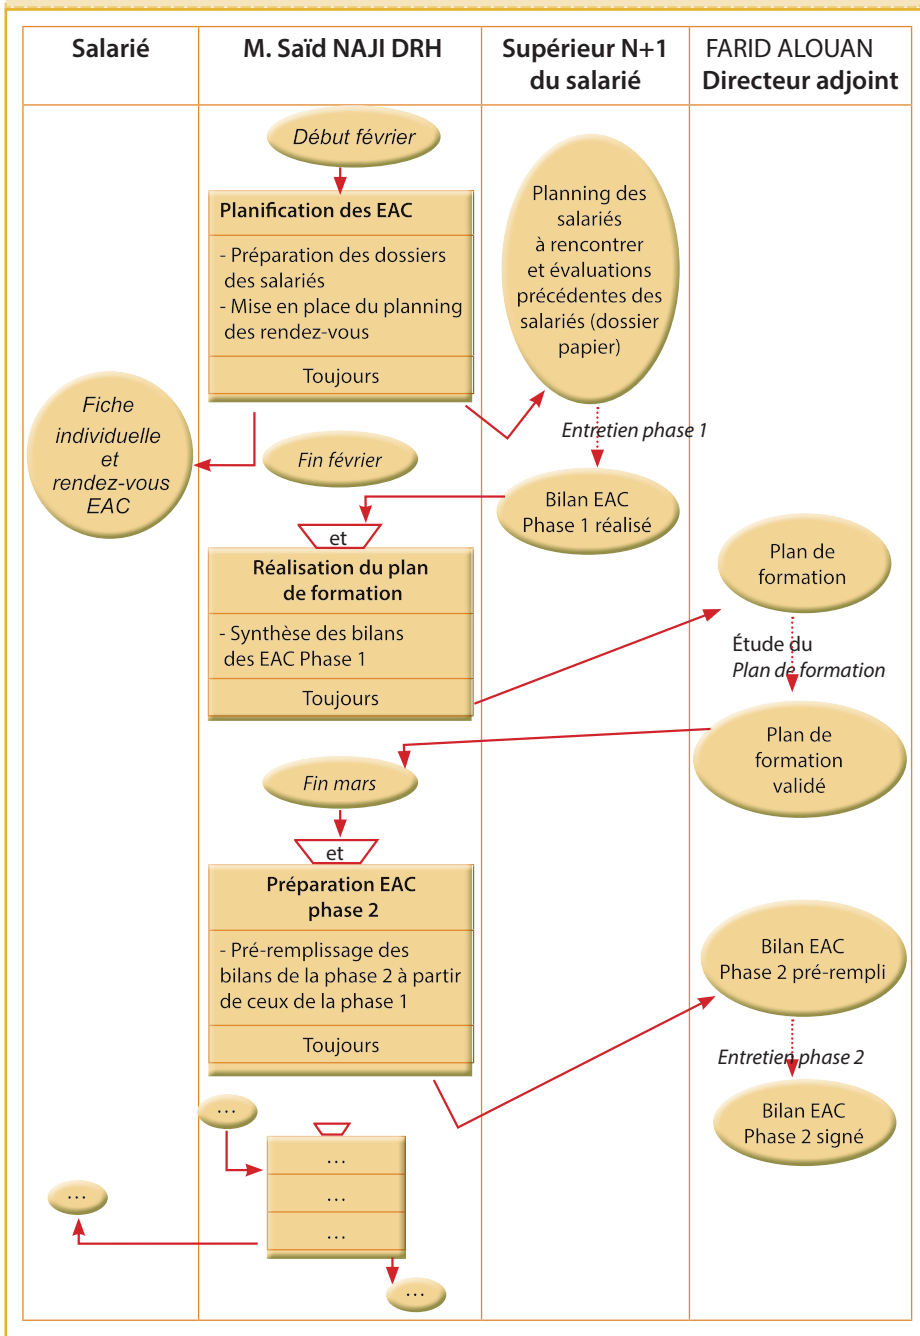 Salarié
M. Saïd NAJI DRH
Supérieur N+1
du salarié
FARID ALOUAN
Directeur adjoint
Début février
Planification des EAC
- Préparation des dossiers
des salariés
- Mise en place du planning
des rendez-vous
Toujours
Planning des
salariés
à rencontrer
et évaluations
précédentes des
salariés (dossier
papier)
Fiche
individuelle
et
rendez-vous
EAC
Entretien phase 1
Fin février
Bilan EAC
Phase 1 réalisé
et
Réalisation du plan
de formation
- Synthèse des bilans
des EAC Phase 1
Toujours
Plan de
formation
Étude du
Plan de formation
Plan de
formation
validé
Fin mars
et
Préparation EAC
phase 2
- Pré-remplissage des
bilans de la phase 2 à partir
de ceux de la phase 1
Toujours
Bilan EAC
Phase 2 pré-rempli
Entretien phase 2
Bilan EAC
Phase 2 signé
...
...
...
...
...
...